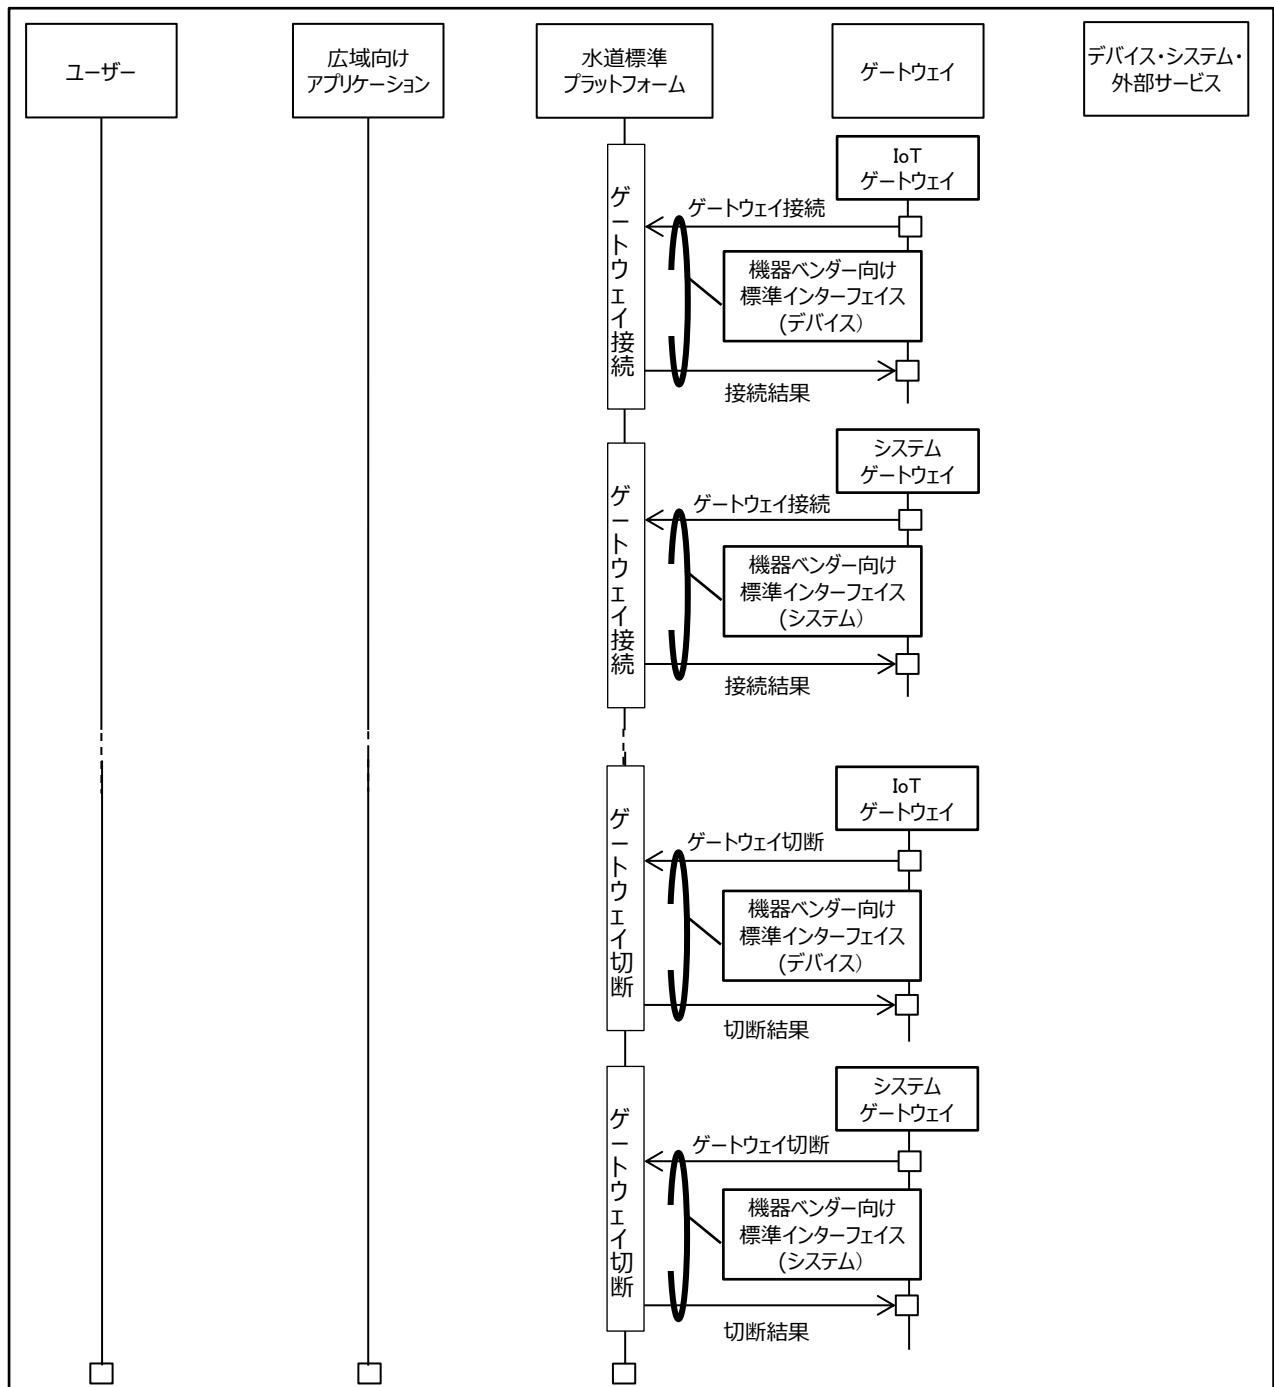 ユーザー
広域向け
アプリケーション
水道標準
プラットフォーム
ゲートウェイ
デバイス・システム・
外部サービス
IoT
ゲートウェイ
ゲートウェイ接続
ゲートウェイ接続
機器ベンダー向け
標準インターフェイス
(デバイス)
接続結果
システム
ゲートウェイ
ゲートウェイ接続
ゲートウェイ接続
機器ベンダー向け
標準インターフェイス
(システム)
接続結果
IoT
ゲートウェイ
ゲートウェイ切断
ゲートウェイ切断
機器ベンダー向け
標準インターフェイス
(デバイス)
切断結果
システム
ゲートウェイ
ゲートウェイ切断
ゲートウェイ切断
機器ベンダー向け
標準インターフェイス
(システム)
切断結果